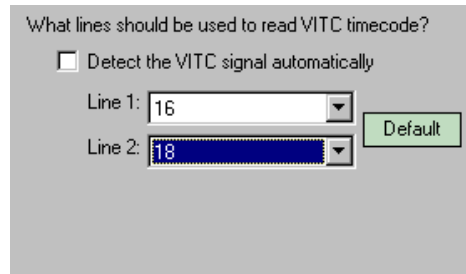 What lines should be used to read VITC timecode?
Detect the VITC signal automatically
Line 1: 16
Default
Line 2: 18